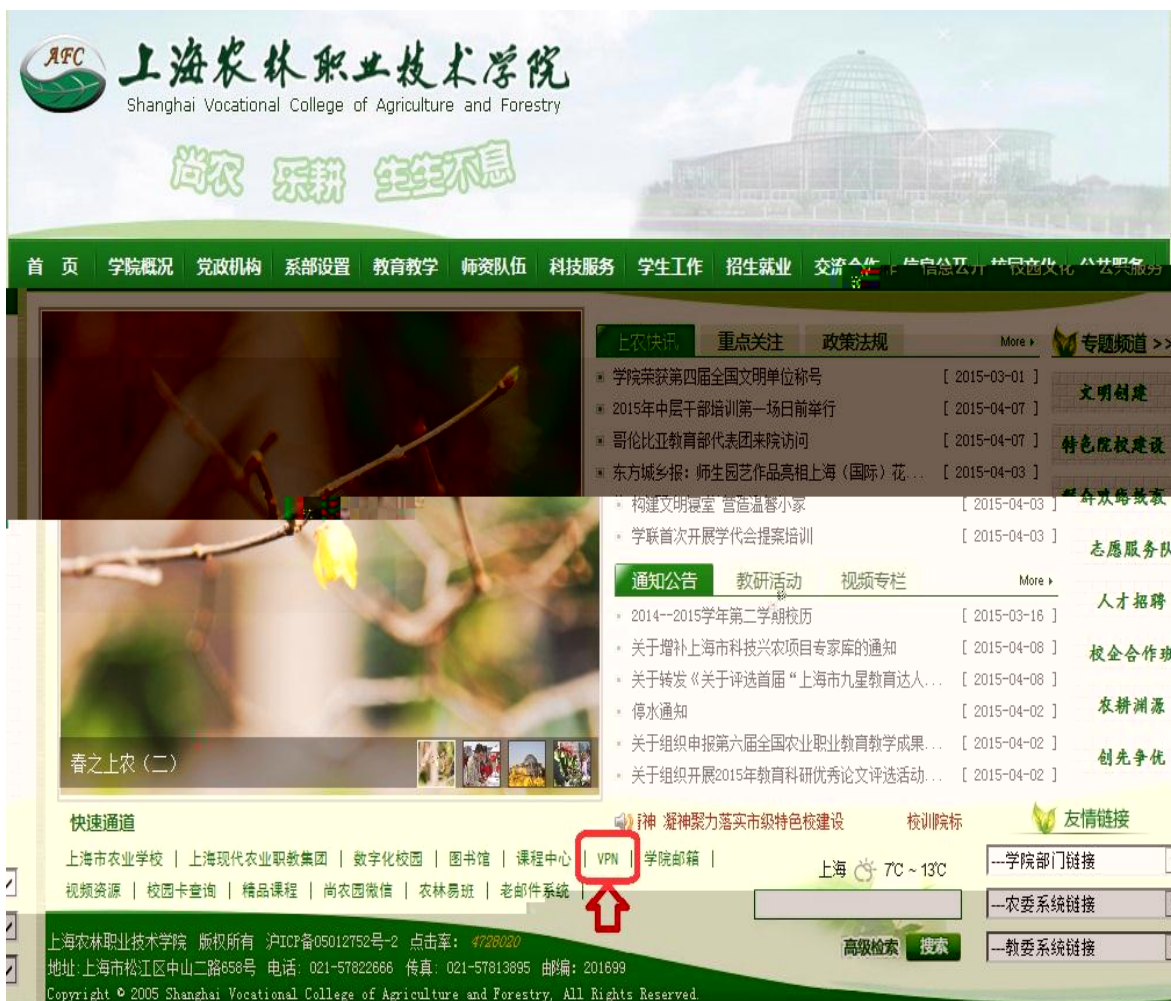 AFC
上海农林职业技术学院
Shanghai Vocational College of Agriculture and Forestry
尚农 乐耕 生生不息
首 页 学院概况 党政机构 系部设置 教育教学 师资队伍 科技服务 学生工作 招生就业 交流合作 信息公开 校园文化 公共服务
上农快讯 重点关注 政策法规 More
学院荣获第四届全国文明单位称号 [ 2015-03-01 ]
2015年中层干部培训第一场日前举行 [ 2015-04-07 ]
哥伦比亚教育部代表团来院访问 [ 2015-04-07 ]
东方城乡报：师生园艺作品亮相上海（国际）花... [ 2015-04-03 ]
构建文明寝室 营造温馨小家 [ 2015-04-03 ]
学联首次开展学代会提案培训 [ 2015-04-03 ]
通知公告 教研活动 视频专栏 More
2014--2015学年第二学期校历 [ 2015-03-16 ]
关于增补上海市科技兴农项目专家库的通知 [ 2015-04-08 ]
关于转发《关于评选首届“上海市九星教育达人... [ 2015-04-08 ]
停水通知 [ 2015-04-02 ]
关于组织申报第六届全国农业职业教育教学成果... [ 2015-04-02 ]
关于组织开展2015年教育科研优秀论文评选活动... [ 2015-04-02 ]
专题频道 >>
文明创建
特色院校建设
志愿服务队
人才招聘
校企合作班
农耕渊源
创先争优
春之上农（二）
快速通道
上海市农业学校 | 上海现代农业职教集团 | 数字化校园 | 图书馆 | 课程中心 | VPN | 学院邮箱 |
视频资源 | 校园卡查询 | 精品课程 | 尚农园微信 | 农林易班 | 老邮件系统 |
神 凝神聚力落实市级特色校建设 校训院标
上海 7℃ ~ 13℃
高级检索 搜索
友情链接
---学院部门链接
---农委系统链接
---教委系统链接
上海农林职业技术学院 版权所有 沪ICP备05012752号-2 点击率： 4728020
地址:上海市松江区中山二路658号 电话: 021-57822666 传真: 021-57813895 邮编: 201699
Copyright © 2005 Shanghai Vocational College of Agriculture and Forestry, All Rights Reserved.